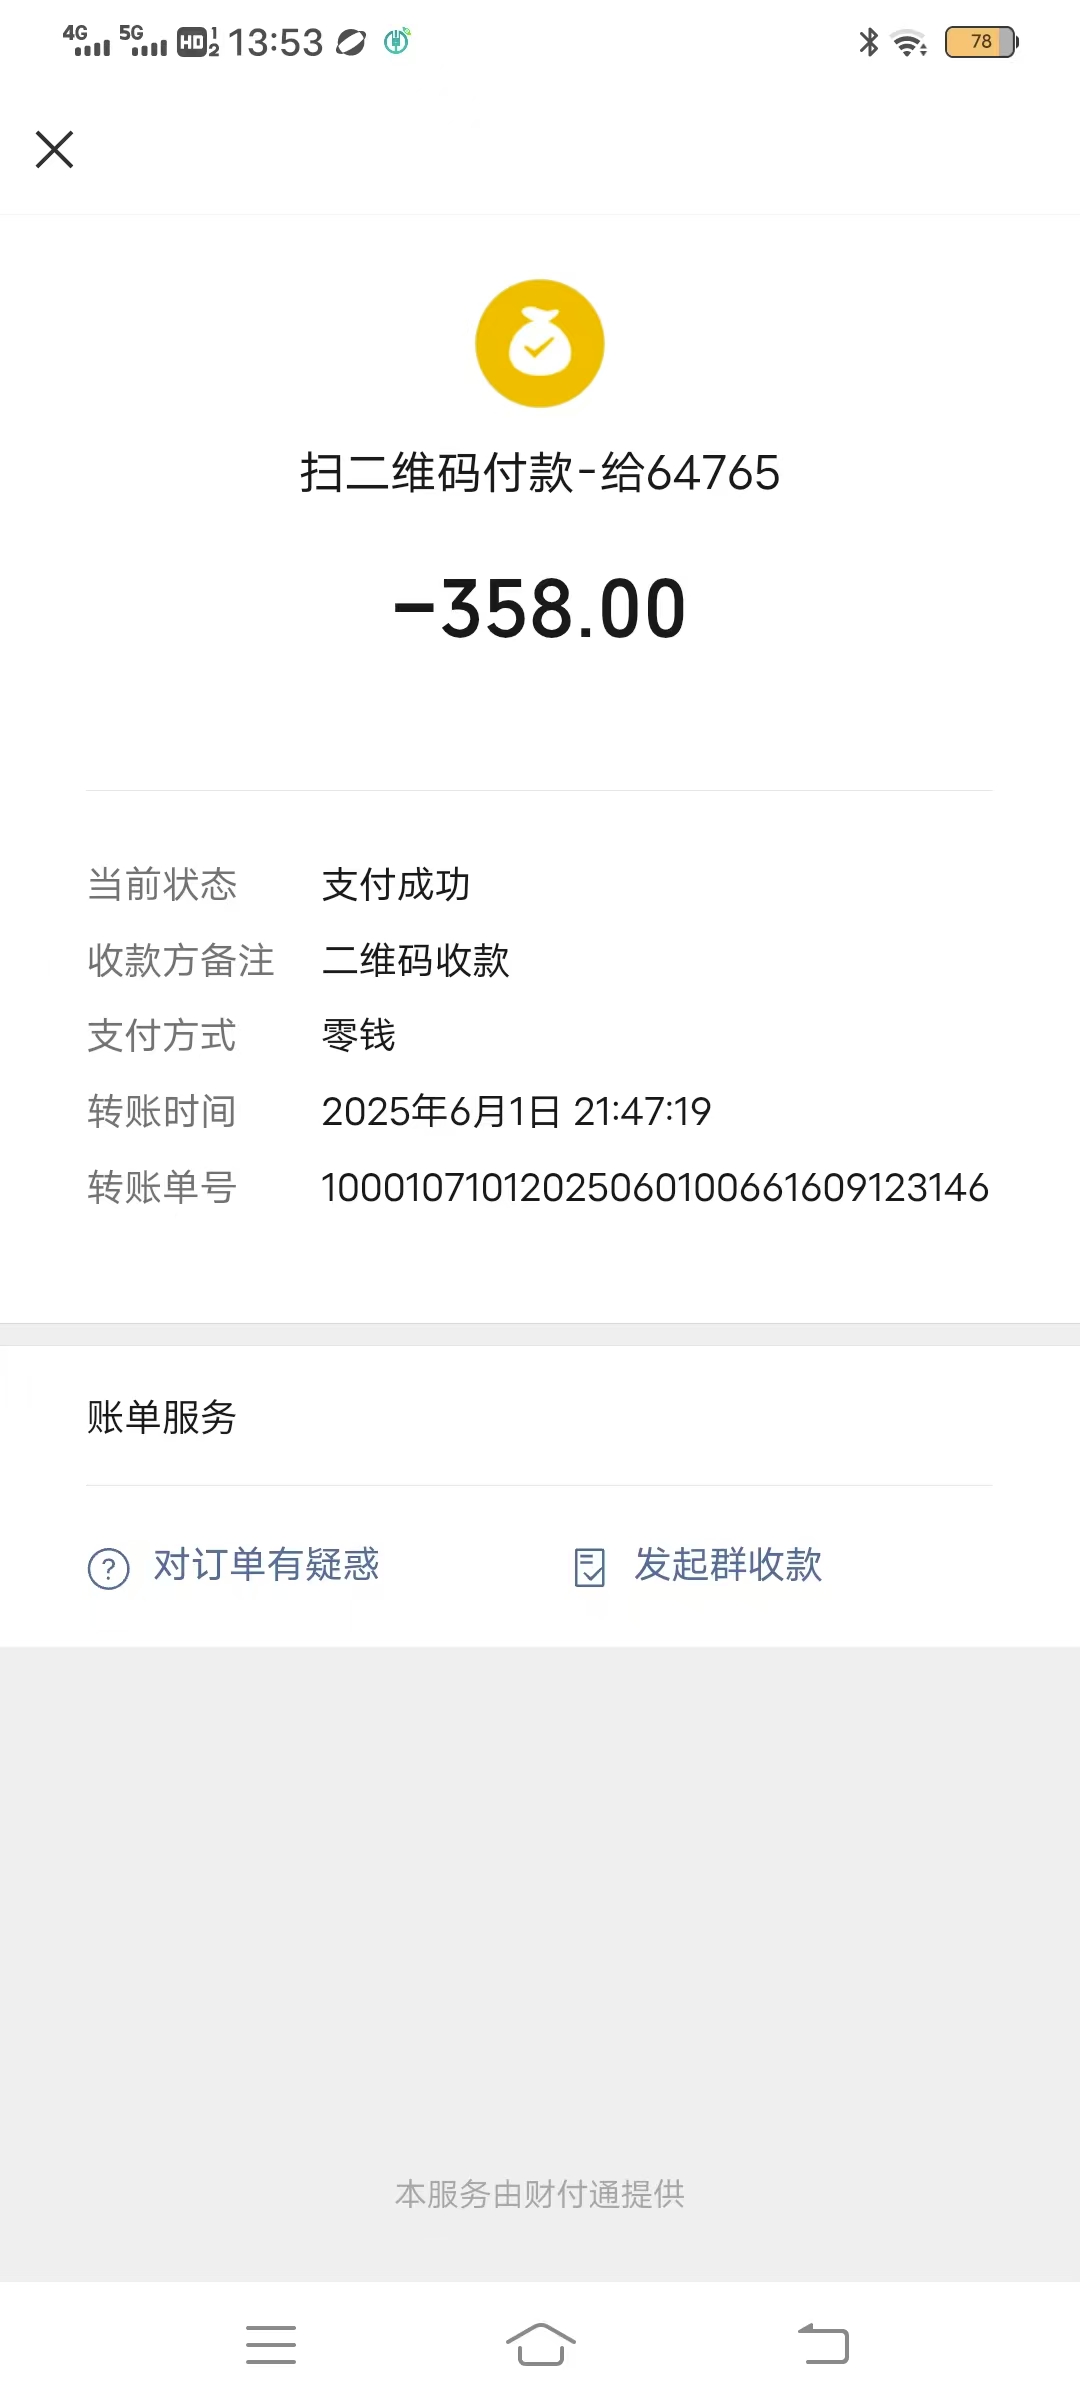 4G 5G HD 1 2 13:53 78
扫二维码付款-给64765
-358.00
当前状态 支付成功
收款方备注 二维码收款
支付方式 零钱
转账时间 2025年6月1日 21:47:19
转账单号 1000107101202506010066160912​3146
账单服务
对订单有疑惑 发起群收款
本服务由财付通提供